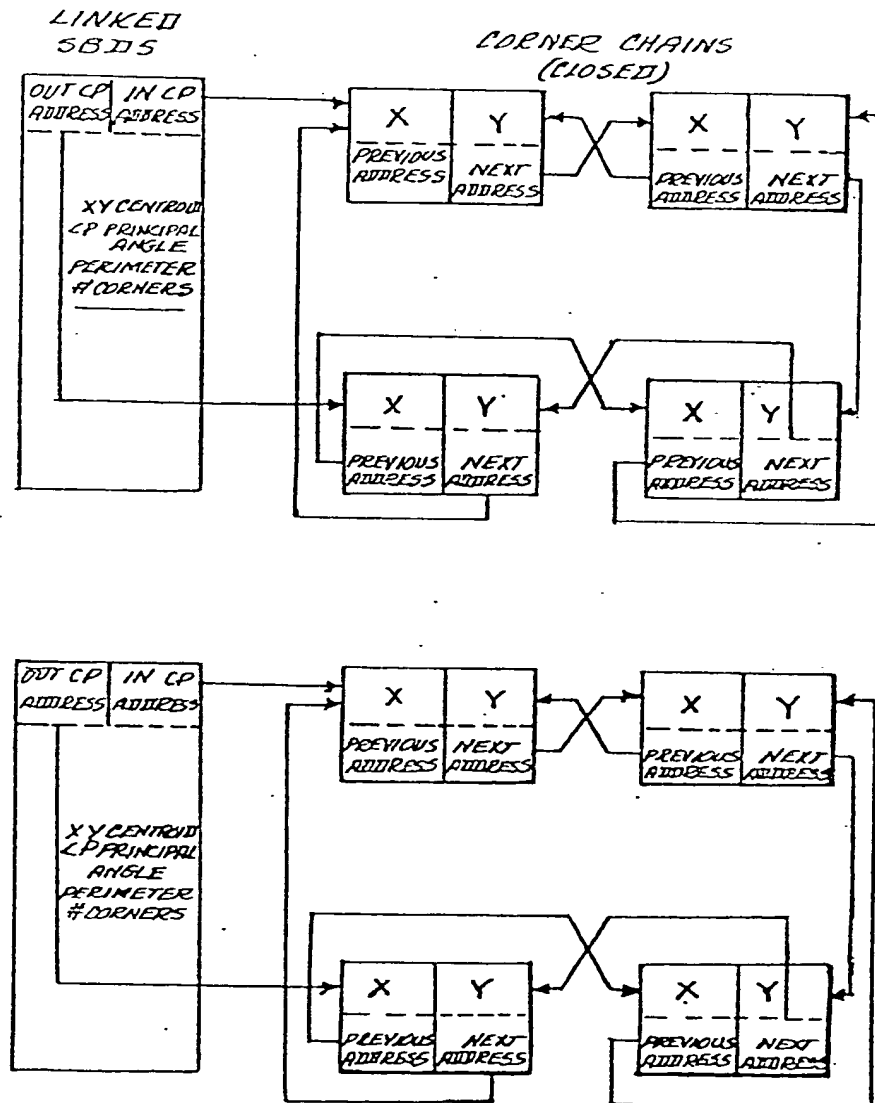 LINKED
SBDS
CORNER CHAINS
(CLOSED)
OUT CP
ADDRESS
IN CP
ADDRESS
XY CENTROID
LP PRINCIPAL
ANGLE
PERIMETER
# CORNERS
X
PREVIOUS
ADDRESS
Y
NEXT
ADDRESS
X
PREVIOUS
ADDRESS
Y
NEXT
ADDRESS
X
PREVIOUS
ADDRESS
Y
NEXT
ADDRESS
X
PREVIOUS
ADDRESS
Y
NEXT
ADDRESS
OUT CP
ADDRESS
IN CP
ADDRESS
XY CENTROID
LP PRINCIPAL
ANGLE
PERIMETER
# CORNERS
X
PREVIOUS
ADDRESS
Y
NEXT
ADDRESS
X
PREVIOUS
ADDRESS
Y
NEXT
ADDRESS
X
PREVIOUS
ADDRESS
Y
NEXT
ADDRESS
X
PREVIOUS
ADDRESS
Y
NEXT
ADDRESS